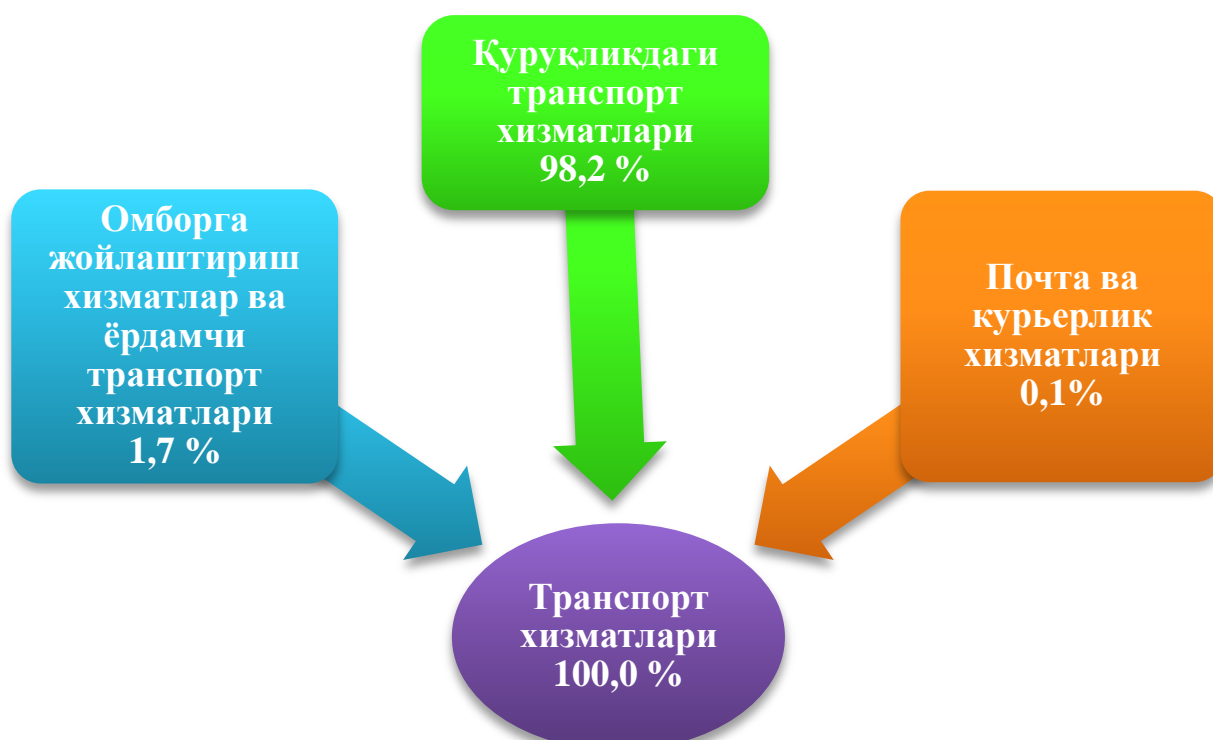 Қуруқликдаги
транспорт
хизматлари
98,2 %
Омборга
жойлаштириш
хизматлар ва
ёрдамчи
транспорт
хизматлари
1,7 %
Почта ва
курьерлик
хизматлари
0,1%
Транспорт
хизматлари
100,0 %